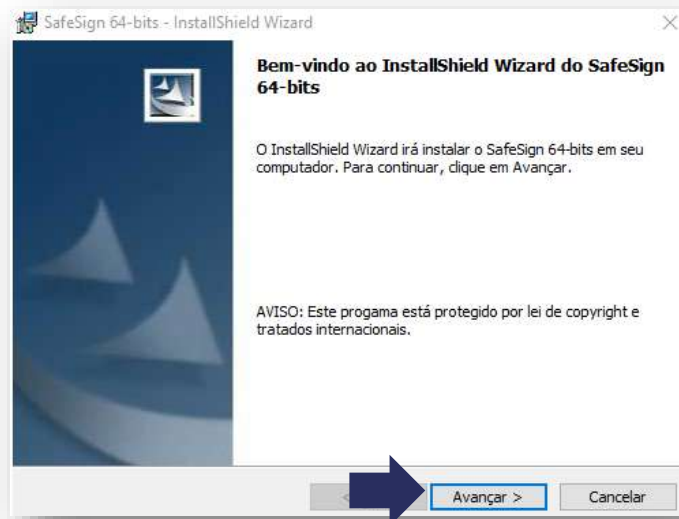 SafeSign 64-bits - InstallShield Wizard
Bem-vindo ao InstallShield Wizard do SafeSign
64-bits
O InstallShield Wizard irá instalar o SafeSign 64-bits em seu
computador. Para continuar, clique em Avançar.
AVISO: Este progama está protegido por lei de copyright e
tratados internacionais.
<
Avançar >
Cancelar